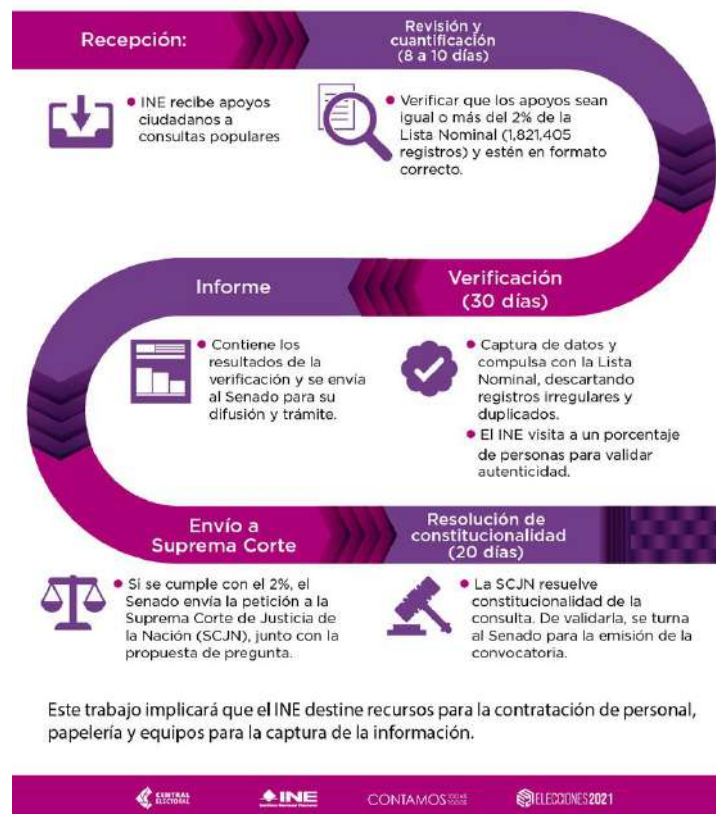 Recepción:
Revisión y
cuantificación
(8 a 10 días)
INE recibe apoyos
ciudadanos a
consultas populares
Verificar que los apoyos sean
igual o más del 2% de la
Lista Nominal (1,821,405
registros) y estén en formato
correcto.
Verificación
(30 días)
Captura de datos y
compulsa con la Lista
Nominal, descartando
registros irregulares y
duplicados.
El INE visita a un porcentaje
de personas para validar
autenticidad.
Informe
Contiene los
resultados de la
verificación y se envía
al Senado para su
difusión y trámite.
Envío a
Suprema Corte
Si se cumple con el 2%, el
Senado envía la petición a la
Suprema Corte de Justicia de
la Nación (SCJN), junto con la
propuesta de pregunta.
Resolución de
constitucionalidad
(20 días)
La SCJN resuelve
constitucionalidad de la
consulta. De validarla, se turna
al Senado para la emisión de la
convocatoria.
Este trabajo implicará que el INE destine recursos para la contratación de personal,
papelería y equipos para la captura de la información.
CENTRAL
ELECTORAL
INE
Instituto Nacional Electoral
CONTAMOS TODAS
TODOS
ELECCIONES2021